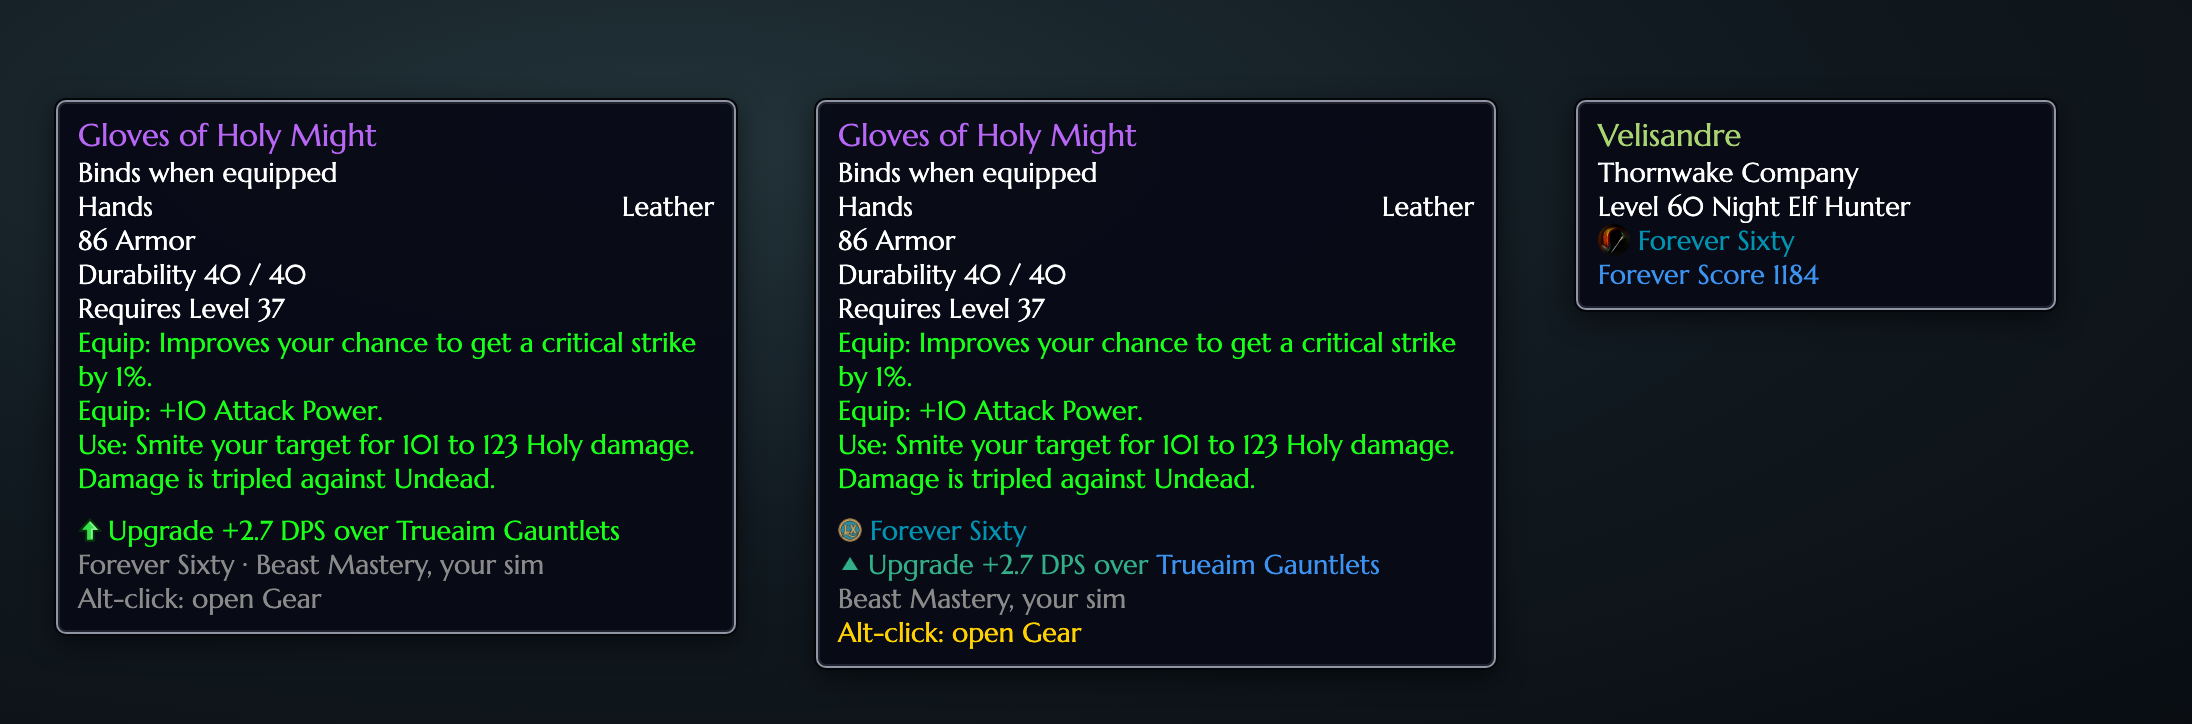 Gloves of Holy Might
Binds when equipped
Hands Leather
86 Armor
Durability 40 / 40
Requires Level 37
Equip: Improves your chance to get a critical strike
by 1%.
Equip: +10 Attack Power.
Use: Smite your target for 101 to 123 Holy damage.
Damage is tripled against Undead.
Upgrade +2.7 DPS over Trueaim Gauntlets
Forever Sixty · Beast Mastery, your sim
Alt-click: open Gear
Gloves of Holy Might
Binds when equipped
Hands Leather
86 Armor
Durability 40 / 40
Requires Level 37
Equip: Improves your chance to get a critical strike
by 1%.
Equip: +10 Attack Power.
Use: Smite your target for 101 to 123 Holy damage.
Damage is tripled against Undead.
LX Forever Sixty
Upgrade +2.7 DPS over Trueaim Gauntlets
Beast Mastery, your sim
Alt-click: open Gear
Velisandre
Thornwake Company
Level 60 Night Elf Hunter
Forever Sixty
Forever Score 1184